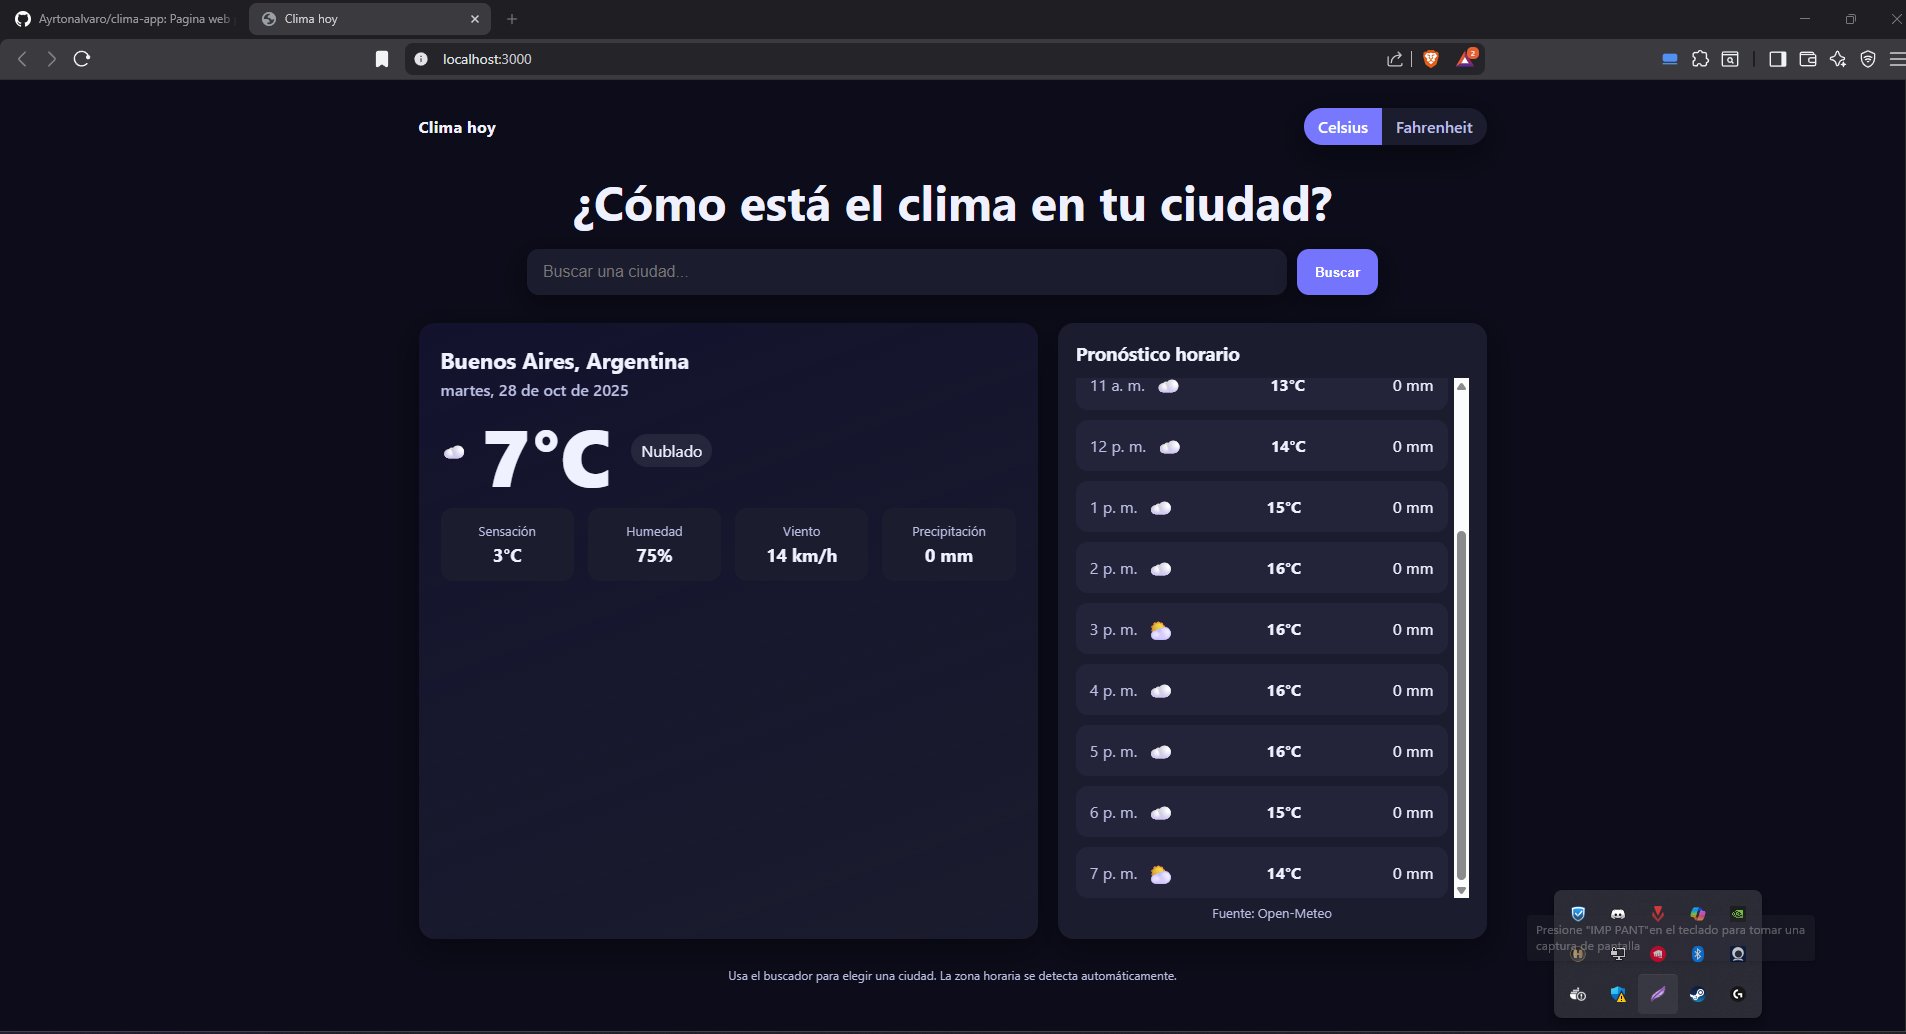 Ayrtonalvaro/clima-app: Pagina web
Clima hoy
localhost:3000
2
Clima hoy
Celsius
Fahrenheit
¿Cómo está el clima en tu ciudad?
Buscar una ciudad...
Buscar
Buenos Aires, Argentina
martes, 28 de oct de 2025
7°C
Nublado
Sensación
3°C
Humedad
75%
Viento
14 km/h
Precipitación
0 mm
Pronóstico horario
11 a. m. 13°C 0 mm
12 p. m. 14°C 0 mm
1 p. m. 15°C 0 mm
2 p. m. 16°C 0 mm
3 p. m. 16°C 0 mm
4 p. m. 16°C 0 mm
5 p. m. 16°C 0 mm
6 p. m. 15°C 0 mm
7 p. m. 14°C 0 mm
Fuente: Open-Meteo
Usa el buscador para elegir una ciudad. La zona horaria se detecta automáticamente.
Presione "IMP PANT"en el teclado para tomar una
captura de pantalla